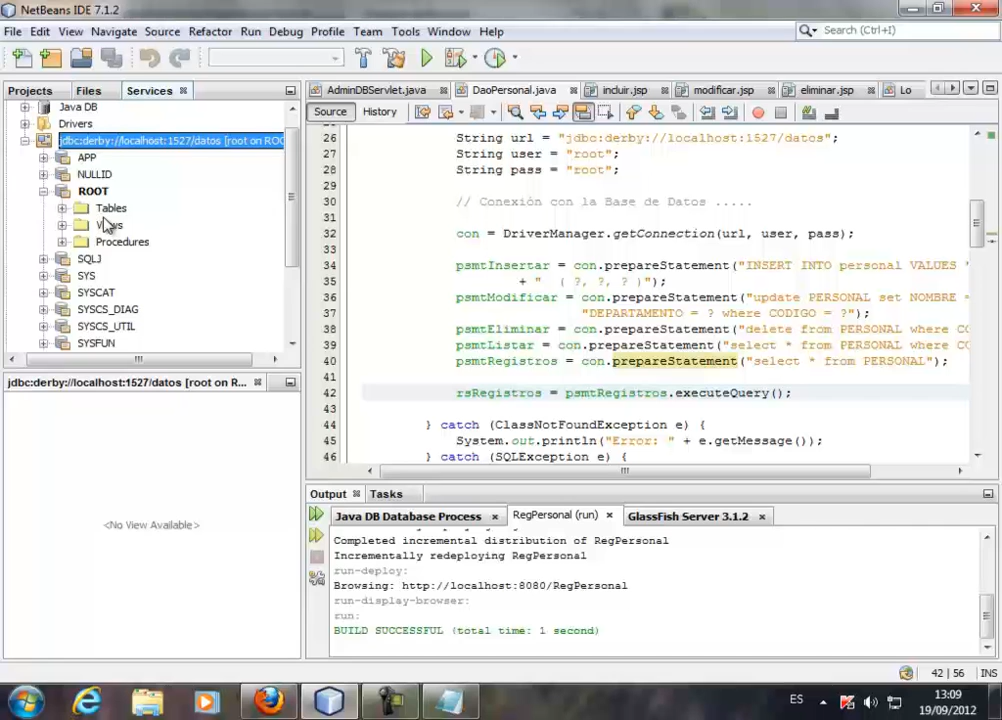 NetBeans IDE 7.1.2
File Edit View Navigate Source Refactor Run Debug Profile Team Tools Window Help
Search (Ctrl+I)
Projects Files Services
Java DB
Drivers
jdbc:derby://localhost:1527/datos [root on ROO
APP
NULLID
ROOT
Tables
Views
Procedures
SQLJ
SYS
SYSCAT
SYSCS_DIAG
SYSCS_UTIL
SYSFUN
jdbc:derby://localhost:1527/datos [root on R...
<No View Available>
AdminDBServlet.java DaoPersonal.java induir.jsp modificar.jsp eliminar.jsp Lo
Source History
26 String url = "jdbc:derby://localhost:1527/datos";
27 String user = "root";
28 String pass = "root";
29
30 // Conexión con la Base de Datos .....
31
32 con = DriverManager.getConnection(url, user, pass);
33
34 psmtInsertar = con.prepareStatement("INSERT INTO personal VALUES "
35 + " ( ?, ?, ? )");
36 psmtModificar = con.prepareStatement("update PERSONAL set NOMBRE =
37 "DEPARTAMENTO = ? where CODIGO = ?");
38 psmtEliminar = con.prepareStatement("delete from PERSONAL where CO
39 psmtListar = con.prepareStatement("select * from PERSONAL where CO
40 psmtRegistros = con.prepareStatement("select * from PERSONAL");
41
42 rsRegistros = psmtRegistros.executeQuery();
43
44 } catch (ClassNotFoundException e) {
45 System.out.println("Error: " + e.getMessage());
46 } catch (SQLException e) {
Output Tasks
Java DB Database Process RegPersonal (run) GlassFish Server 3.1.2
Completed incremental distribution of RegPersonal
Incrementally redeploying RegPersonal
run-deploy:
Browsing: http://localhost:8080/RegPersonal
run-display-browser:
run:
BUILD SUCCESSFUL (total time: 1 second)
42 | 56
ES
13:09
19/09/2012